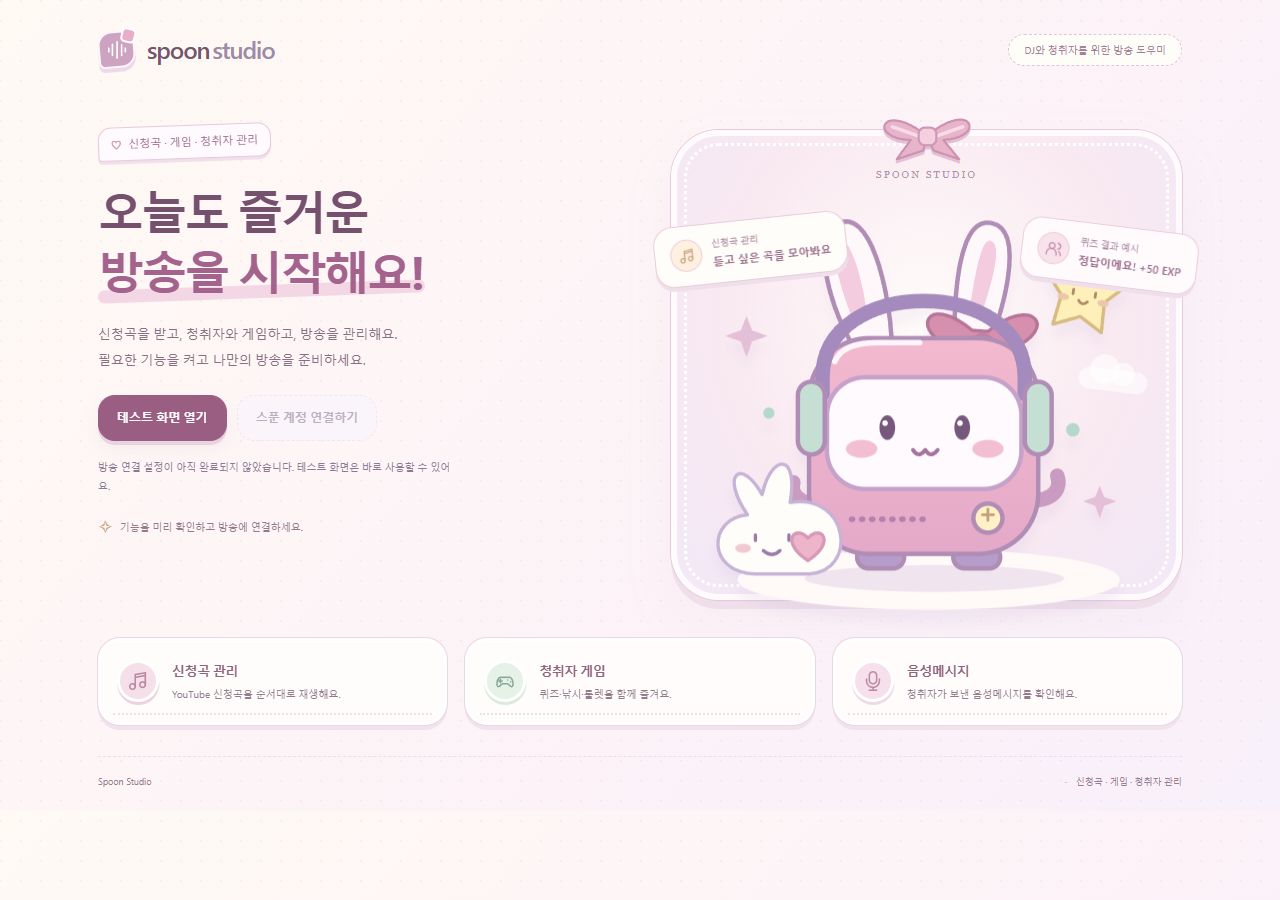 spoon studio
DJ와 청취자를 위한 방송 도우미
신청곡 · 게임 · 청취자 관리
오늘도 즐거운
방송을 시작해요!
신청곡을 받고, 청취자와 게임하고, 방송을 관리해요.
필요한 기능을 켜고 나만의 방송을 준비하세요.
테스트 화면 열기
스푼 계정 연결하기
방송 연결 설정이 아직 완료되지 않았습니다. 테스트 화면은 바로 사용할 수 있어
요.
기능을 미리 확인하고 방송에 연결하세요.
SPOON STUDIO
신청곡 관리
듣고 싶은 곡을 모아봐요
퀴즈 결과 예시
정답이에요! +50 EXP
신청곡 관리
YouTube 신청곡을 순서대로 재생해요.
청취자 게임
퀴즈·낚시·룰렛을 함께 즐겨요.
음성메시지
청취자가 보낸 음성메시지를 확인해요.
Spoon Studio
· 신청곡 · 게임 · 청취자 관리